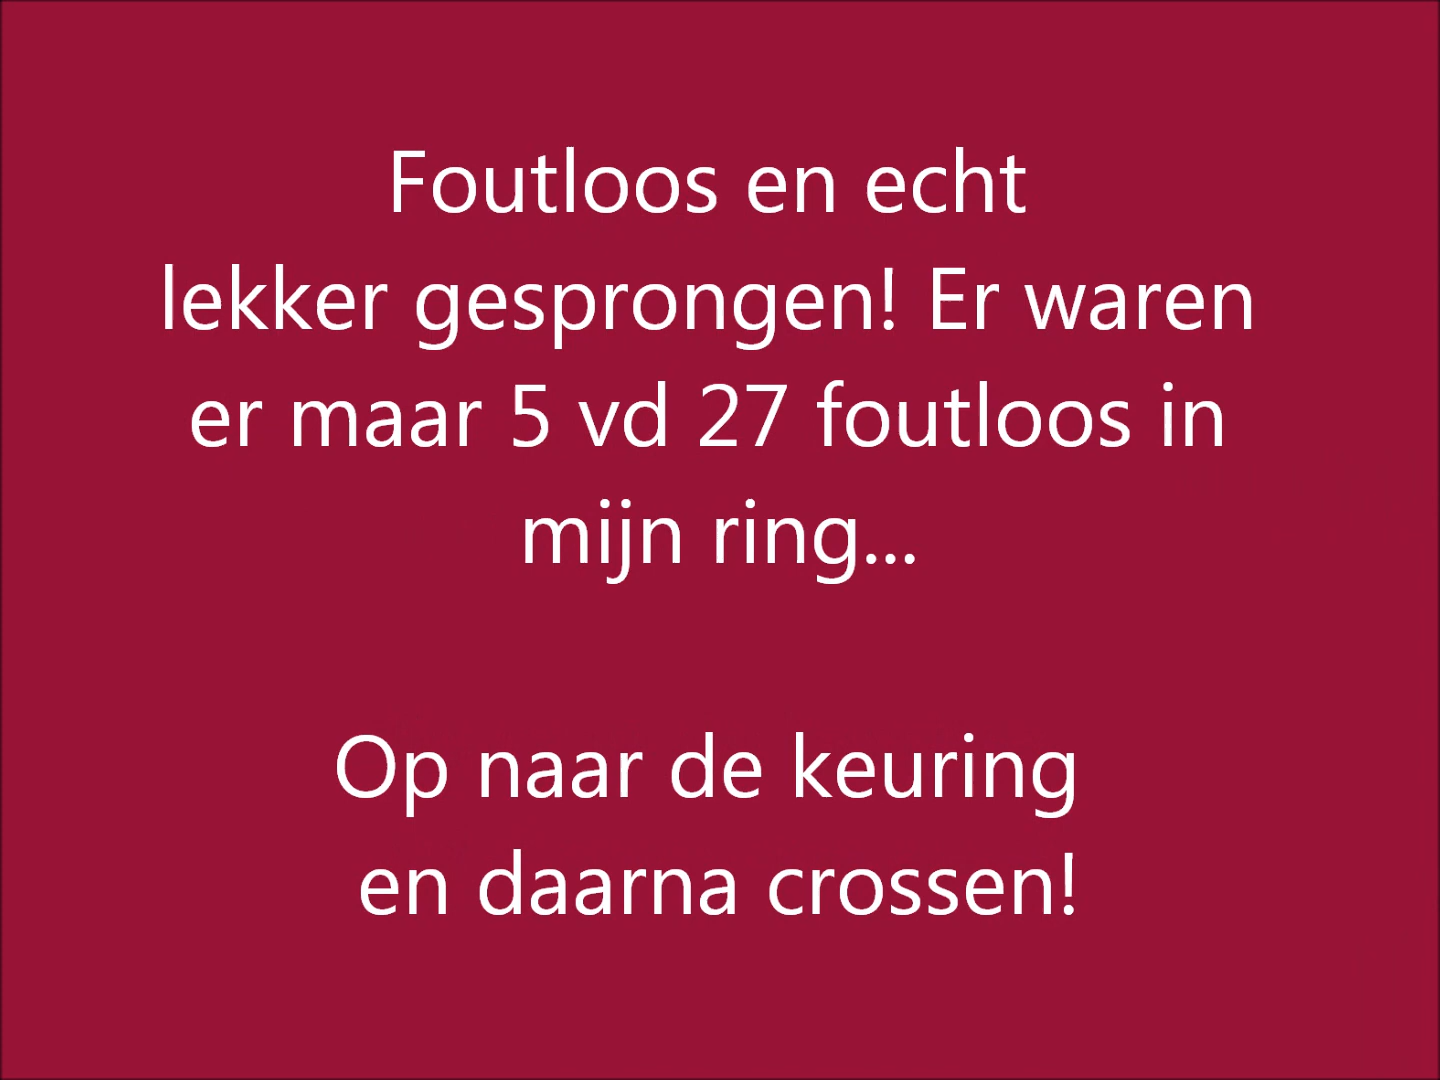 Foutloos en echt
lekker gesprongen! Er waren
er maar 5 vd 27 foutloos in
mijn ring...
Op naar de keuring
en daarna crossen!